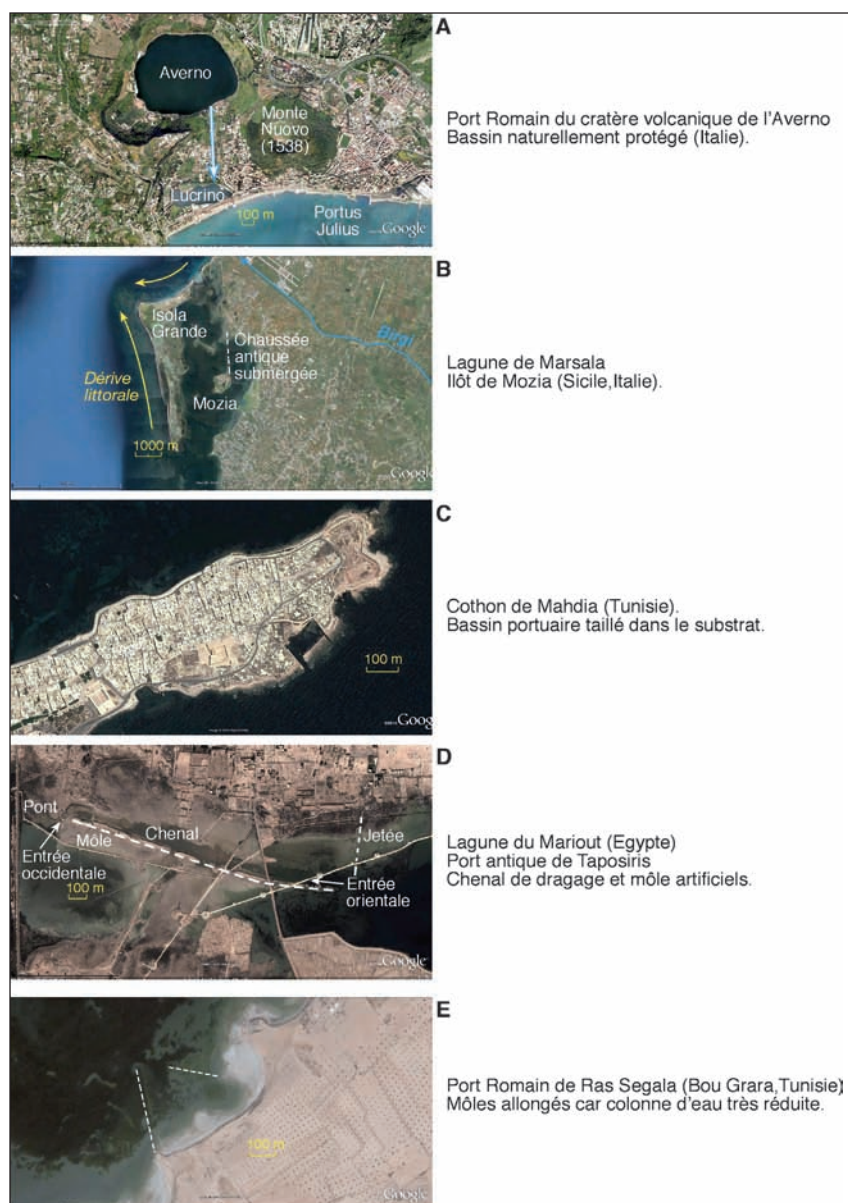 A
Averno
Monte
Nuovo
(1538)
Lucrino
100 m
Portus
Julius
Google
Port Romain du cratère volcanique de l'Averno
Bassin naturellement protégé (Italie).
B
Isola
Grande
Birgi
Chaussée
antique
submergée
Dérive
littorale
Mozia
1000 m
Google
Lagune de Marsala
Ilôt de Mozia (Sicile,Italie).
C
100 m
Goog
Cothon de Mahdia (Tunisie).
Bassin portuaire taillé dans le substrat.
D
Pont
Chenal
Môle
Jetée
Entrée
occidentale
100 m
Entrée
orientale
Google
Lagune du Mariout (Egypte)
Port antique de Taposiris
Chenal de dragage et môle artificiels.
E
100 m
Google
Port Romain de Ras Segala (Bou Grara,Tunisie)
Môles allongés car colonne d'eau très réduite.